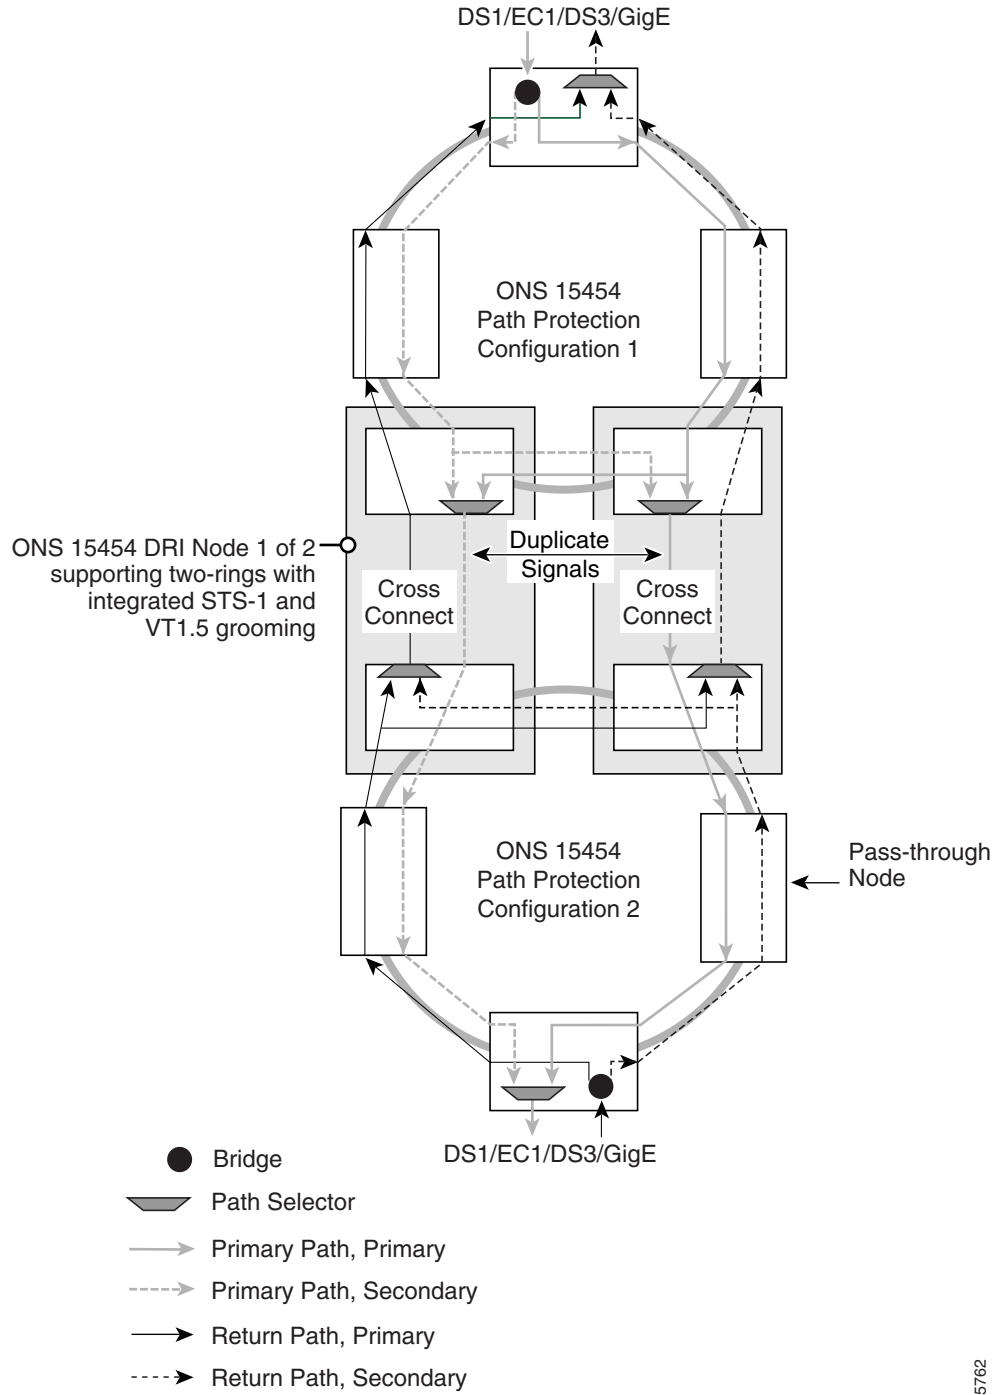 DS1/EC1/DS3/GigE
ONS 15454
Path Protection
Configuration 1
Duplicate
Signals
ONS 15454 DRI Node 1 of 2
supporting two-rings with
integrated STS-1 and
VT1.5 grooming
Cross
Connect
Cross
Connect
ONS 15454
Path Protection
Configuration 2
Pass-through
Node
DS1/EC1/DS3/GigE
Bridge
Path Selector
Primary Path, Primary
Primary Path, Secondary
Return Path, Primary
Return Path, Secondary
5762